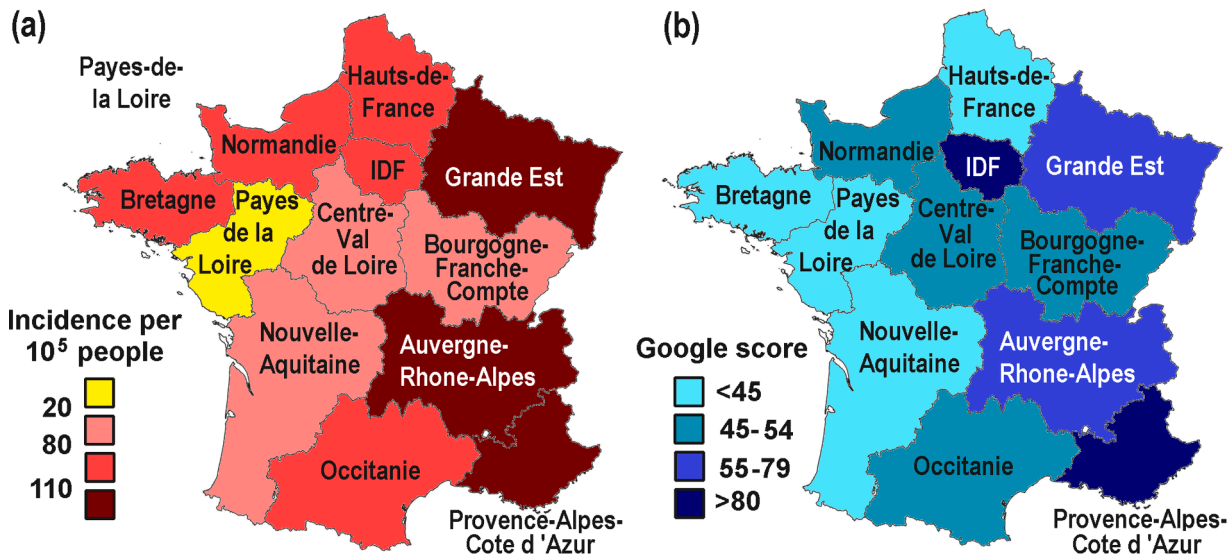 (a)
Payes-de-
la Loire
Hauts-de-
France
Normandie
IDF
Grande Est
Bretagne
Payes
de la
Loire
Centre-
Val
de Loire
Bourgogne-
Franche-
Compte
Nouvelle-
Aquitaine
Auvergne-
Rhone-Alpes
Occitanie
Provence-Alpes-
Cote d 'Azur
Incidence per
10⁵ people
20
80
110
(b)
Hauts-de-
France
Normandie
IDF
Grande Est
Bretagne
Payes
de la
Loire
Centre-
Val
de Loire
Bourgogne-
Franche-
Compte
Nouvelle-
Aquitaine
Auvergne-
Rhone-Alpes
Occitanie
Provence-Alpes-
Cote d 'Azur
Google score
<45
45-54
55-79
>80